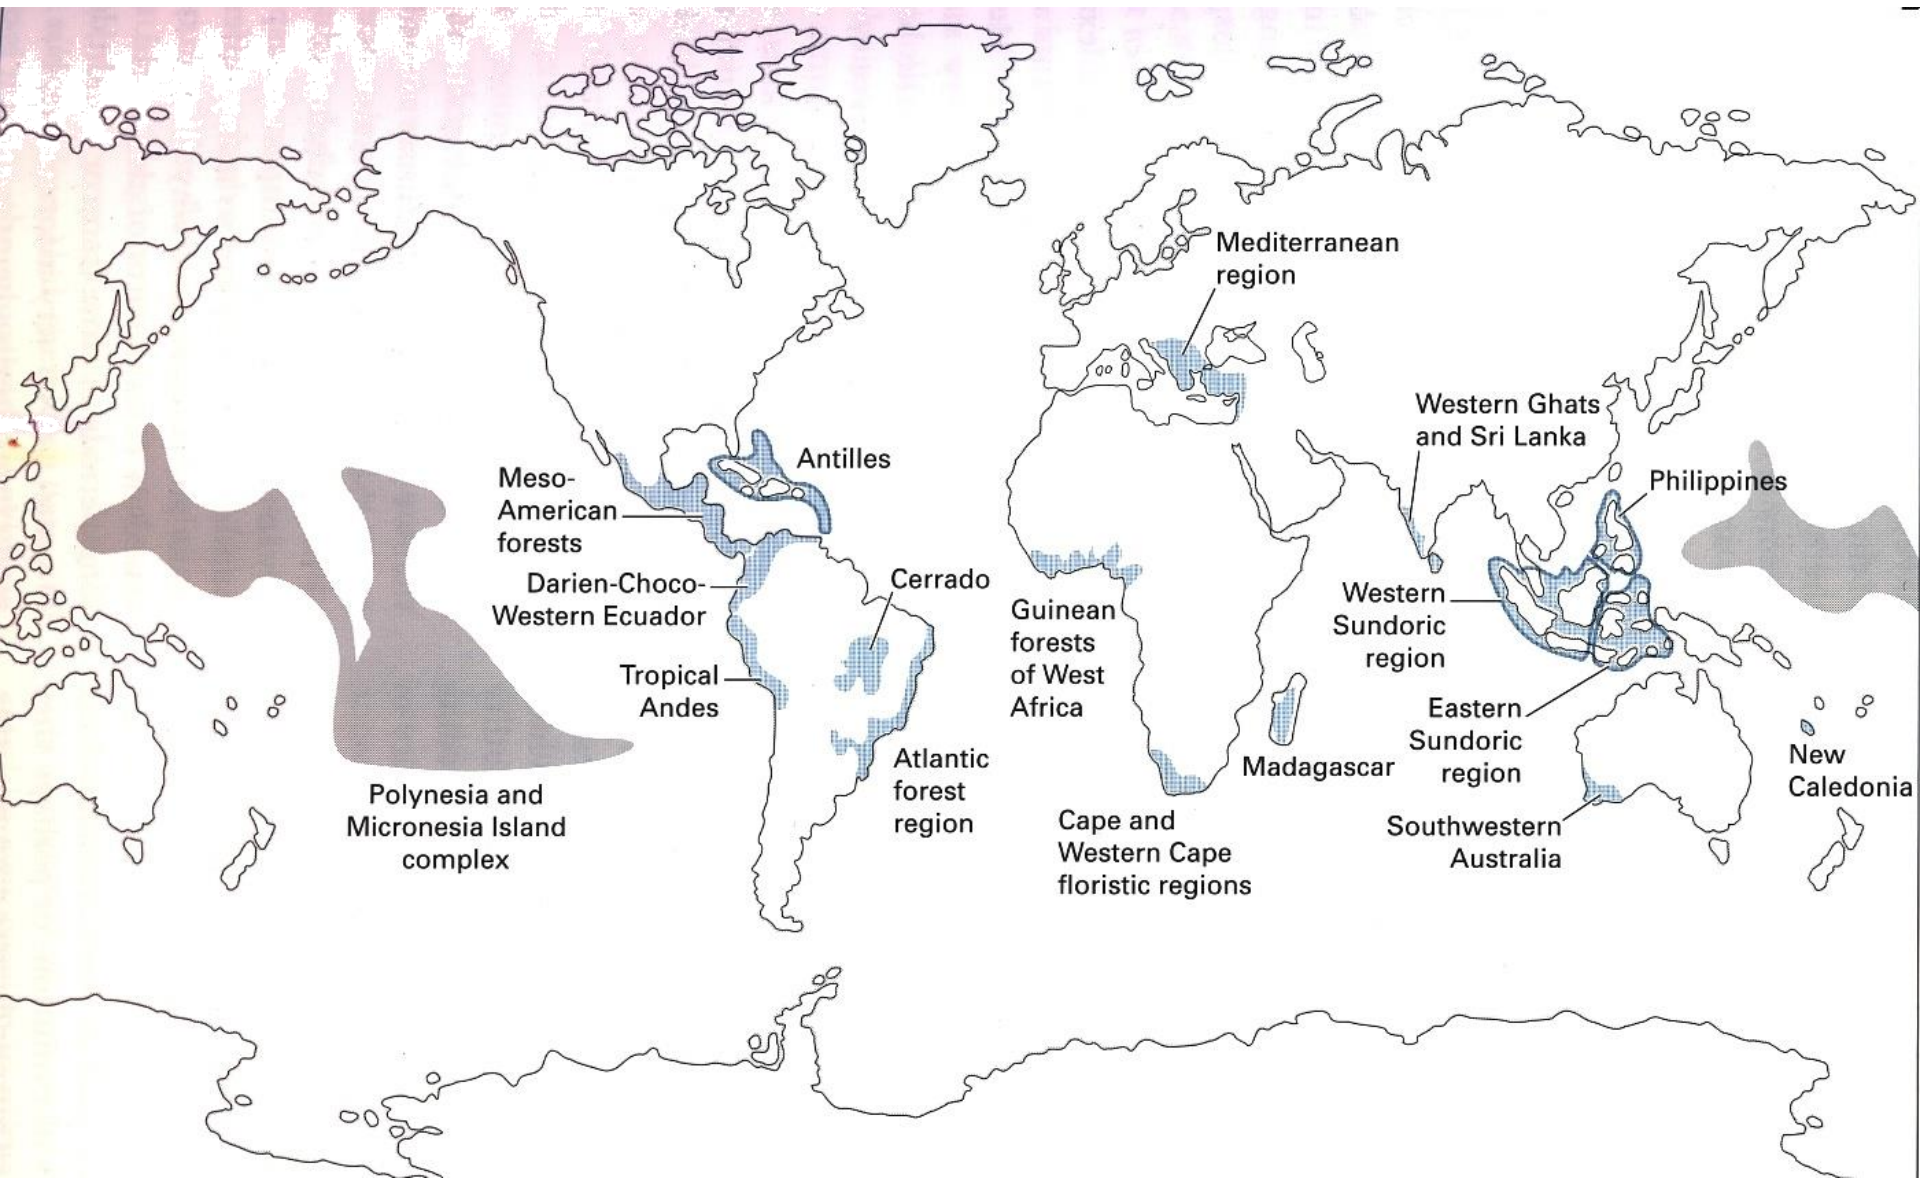 Mediterranean
region
Western Ghats
and Sri Lanka
Antilles
Meso-
American
forests
Philippines
Darien-Choco-
Western Ecuador
Cerrado
Guinean
forests
of West
Africa
Western
Sundoric
region
Tropical
Andes
Eastern
Sundoric
region
Atlantic
forest
region
Madagascar
New
Caledonia
Polynesia and
Micronesia Island
complex
Cape and
Western Cape
floristic regions
Southwestern
Australia